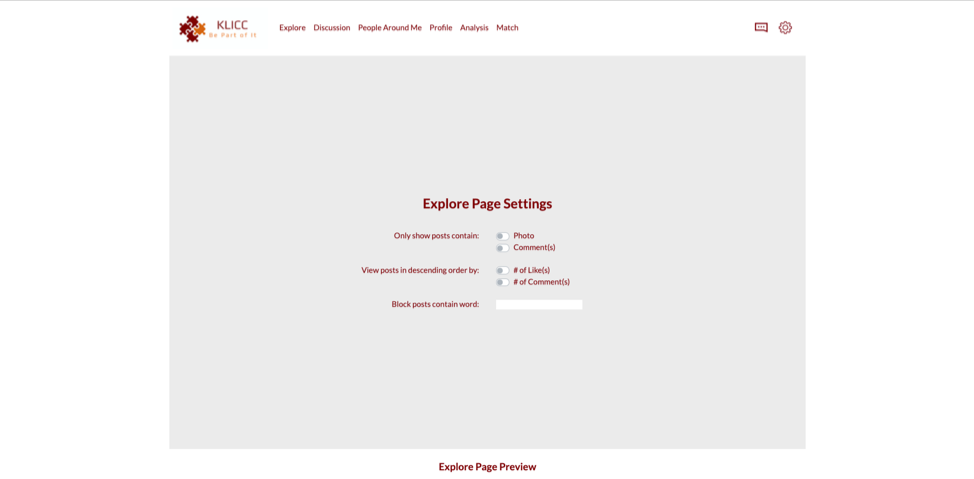 KLICC
Be Part of It
Explore Discussion People Around Me Profile Analysis Match
Explore Page Settings
Only show posts contain: Photo
Comment(s)
View posts in descending order by: # of Like(s)
# of Comment(s)
Block posts contain word:
Explore Page Preview